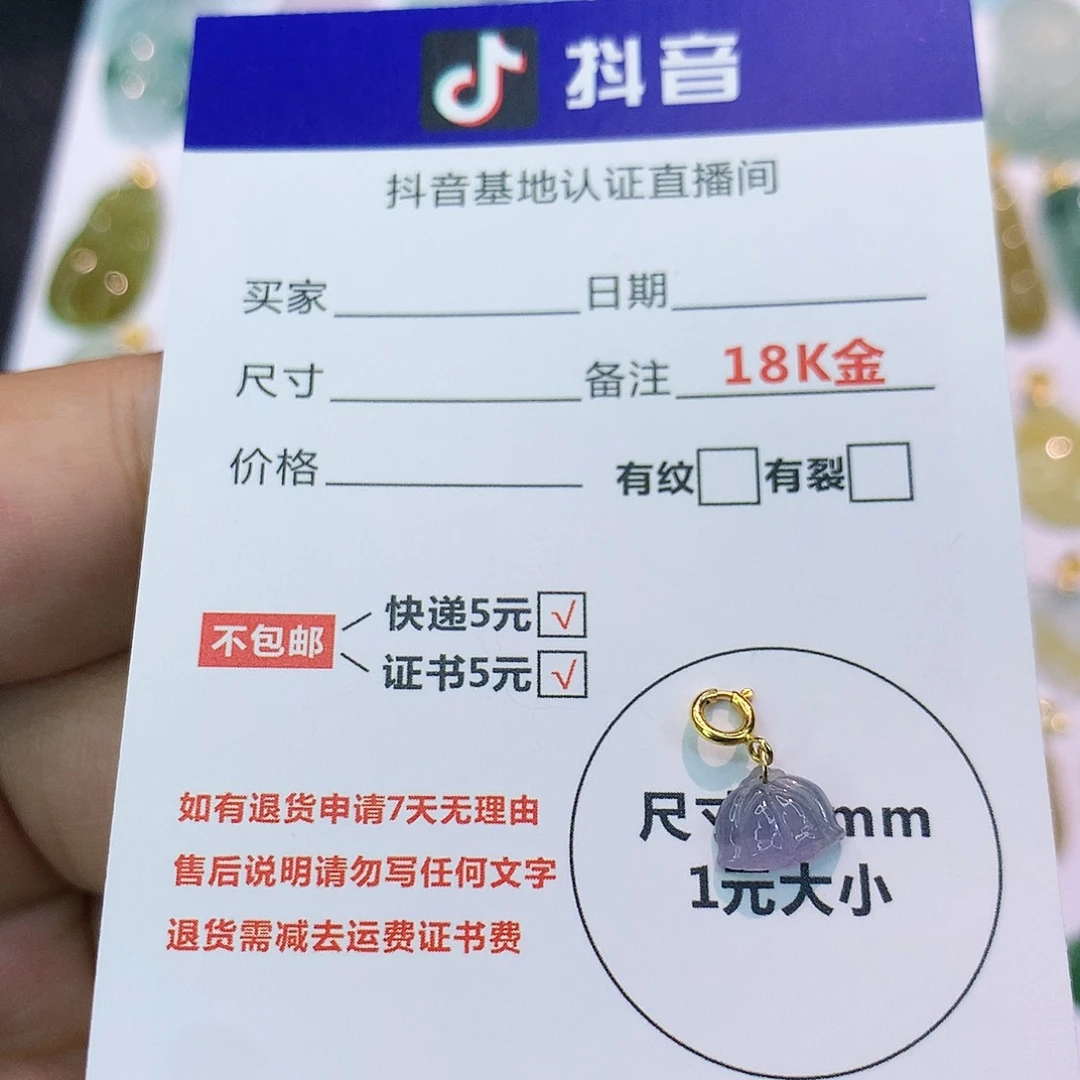 抖音
抖音基地认证直播间
买家 日期
尺寸 备注 18K金
价格 有纹 有裂
不包邮
快递5元 √
证书5元 √
如有退货申请7天无理由
售后说明请勿写任何文字
退货需减去运费证书费
尺 mm
1元大小